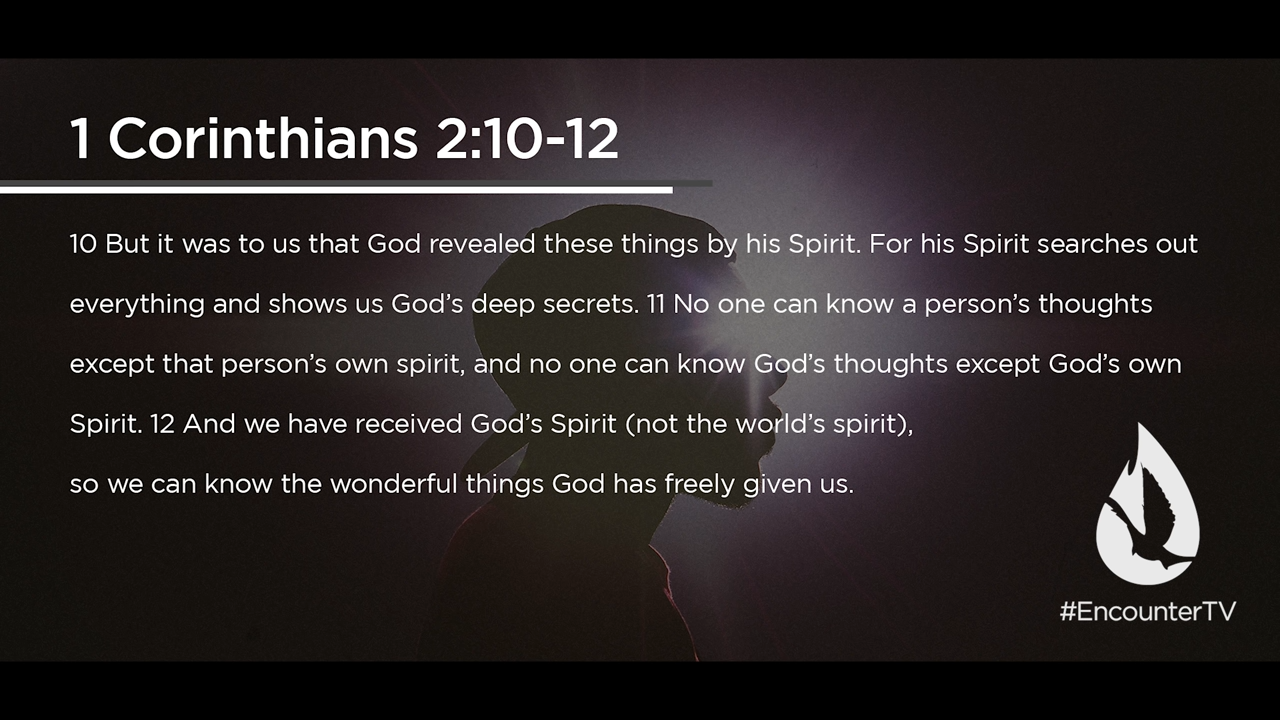 1 Corinthians 2:10-12
10 But it was to us that God revealed these things by his Spirit. For his Spirit searches out
everything and shows us God’s deep secrets. 11 No one can know a person’s thoughts
except that person’s own spirit, and no one can know God’s thoughts except God’s own
Spirit. 12 And we have received God’s Spirit (not the world’s spirit),
so we can know the wonderful things God has freely given us.
#EncounterTV